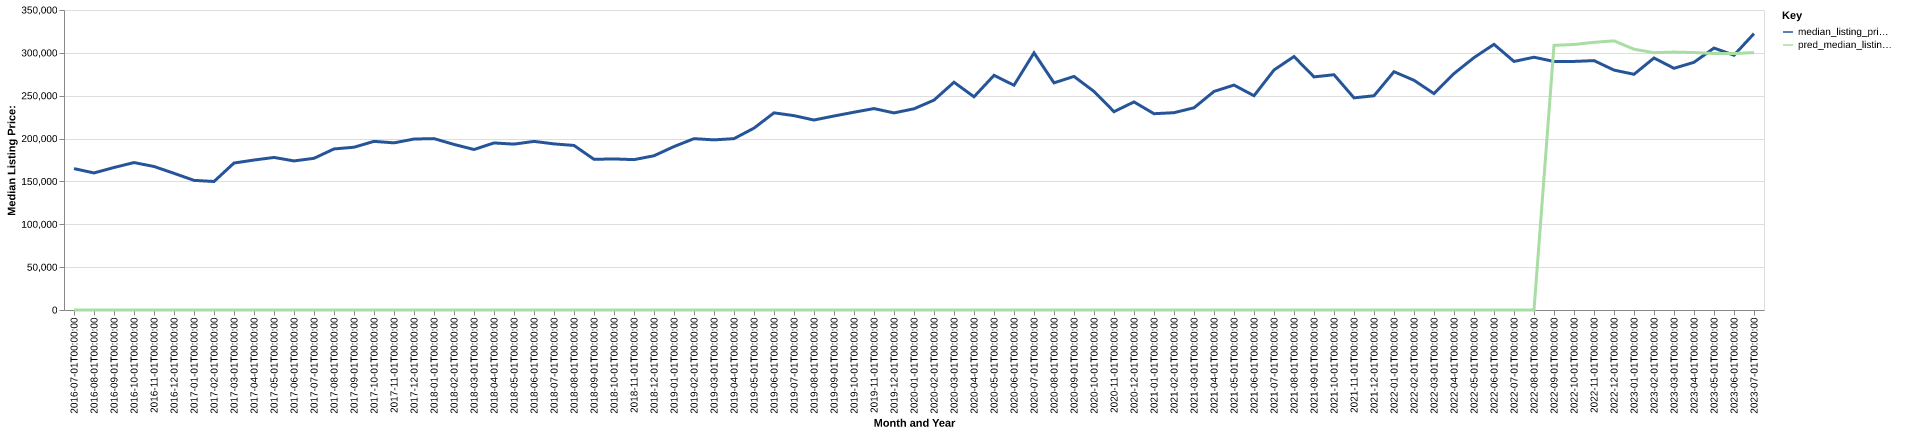 350,000
300,000
250,000
200,000
150,000
100,000
50,000
0
Median Listing Price:
2016-07-01T00:00:00
2016-08-01T00:00:00
2016-09-01T00:00:00
2016-10-01T00:00:00
2016-11-01T00:00:00
2016-12-01T00:00:00
2017-01-01T00:00:00
2017-02-01T00:00:00
2017-03-01T00:00:00
2017-04-01T00:00:00
2017-05-01T00:00:00
2017-06-01T00:00:00
2017-07-01T00:00:00
2017-08-01T00:00:00
2017-09-01T00:00:00
2017-10-01T00:00:00
2017-11-01T00:00:00
2017-12-01T00:00:00
2018-01-01T00:00:00
2018-02-01T00:00:00
2018-03-01T00:00:00
2018-04-01T00:00:00
2018-05-01T00:00:00
2018-06-01T00:00:00
2018-07-01T00:00:00
2018-08-01T00:00:00
2018-09-01T00:00:00
2018-10-01T00:00:00
2018-11-01T00:00:00
2018-12-01T00:00:00
2019-01-01T00:00:00
2019-02-01T00:00:00
2019-03-01T00:00:00
2019-04-01T00:00:00
2019-05-01T00:00:00
2019-06-01T00:00:00
2019-07-01T00:00:00
2019-08-01T00:00:00
2019-09-01T00:00:00
2019-10-01T00:00:00
2019-11-01T00:00:00
2019-12-01T00:00:00
2020-01-01T00:00:00
2020-02-01T00:00:00
2020-03-01T00:00:00
2020-04-01T00:00:00
2020-05-01T00:00:00
2020-06-01T00:00:00
2020-07-01T00:00:00
2020-08-01T00:00:00
2020-09-01T00:00:00
2020-10-01T00:00:00
2020-11-01T00:00:00
2020-12-01T00:00:00
2021-01-01T00:00:00
2021-02-01T00:00:00
2021-03-01T00:00:00
2021-04-01T00:00:00
2021-05-01T00:00:00
2021-06-01T00:00:00
2021-07-01T00:00:00
2021-08-01T00:00:00
2021-09-01T00:00:00
2021-10-01T00:00:00
2021-11-01T00:00:00
2021-12-01T00:00:00
2022-01-01T00:00:00
2022-02-01T00:00:00
2022-03-01T00:00:00
2022-04-01T00:00:00
2022-05-01T00:00:00
2022-06-01T00:00:00
2022-07-01T00:00:00
2022-08-01T00:00:00
2022-09-01T00:00:00
2022-10-01T00:00:00
2022-11-01T00:00:00
2022-12-01T00:00:00
2023-01-01T00:00:00
2023-02-01T00:00:00
2023-03-01T00:00:00
2023-04-01T00:00:00
2023-05-01T00:00:00
2023-06-01T00:00:00
2023-07-01T00:00:00
Month and Year
Key
median_listing_pri…
pred_median_listin…